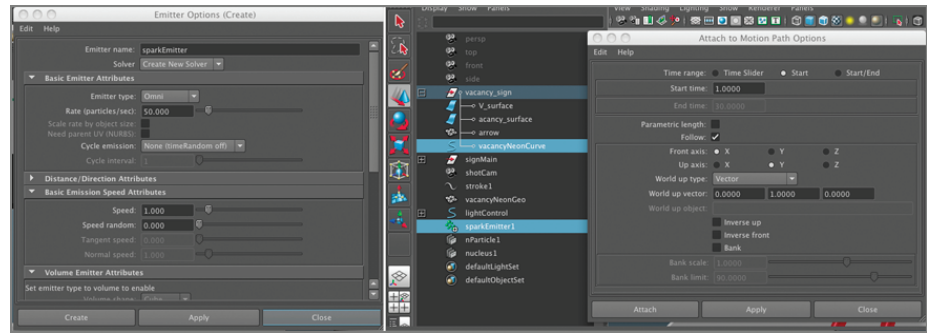 Emitter Options (Create)
Edit Help
Emitter name: sparkEmitter
Solver Create New Solver
Basic Emitter Attributes
Emitter type: Omni
Rate (particles/sec): 50.000
Scale rate by object size:
Need parent UV (NURBS):
Cycle emission: None (timeRandom off)
Cycle interval: 1
Distance/Direction Attributes
Basic Emission Speed Attributes
Speed: 1.000
Speed random: 0.000
Tangent speed: 0.000
Normal speed: 1.000
Volume Emitter Attributes
Set emitter type to volume to enable
Volume shape: Cube
Create Apply Close
Display Show Panels
persp
top
front
side
vacancy_sign
V_surface
acancy_surface
arrow
vacancyNeonCurve
signMain
shotCam
stroke1
vacancyNeonGeo
lightControl
sparkEmitter1
nParticle1
nucleus1
defaultLightSet
defaultObjectSet
View Shading Lighting Show Renderer Panels
Attach to Motion Path Options
Edit Help
Time range: Time Slider Start Start/End
Start time: 1.0000
End time: 30.0000
Parametric length:
Follow:
Front axis: X Y Z
Up axis: X Y Z
World up type: Vector
World up vector: 0.0000 1.0000 0.0000
World up object:
Inverse up
Inverse front
Bank
Bank scale: 1.0000
Bank limit: 90.0000
Attach Apply Close